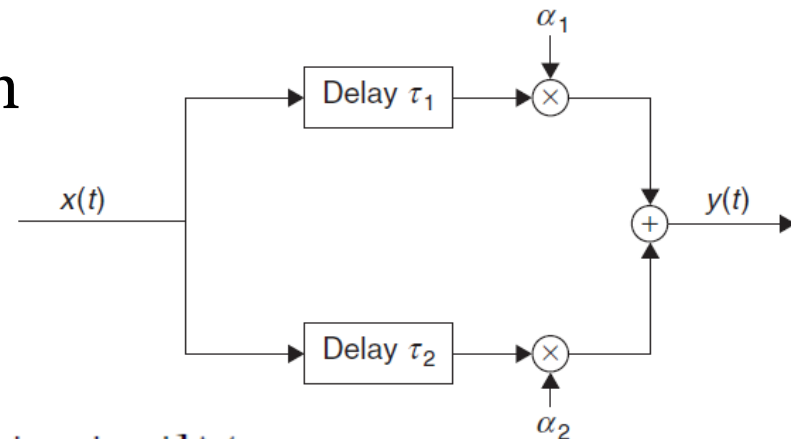 n
α₁
Delay τ₁
×
x(t)
+
y(t)
Delay τ₂
×
α₂